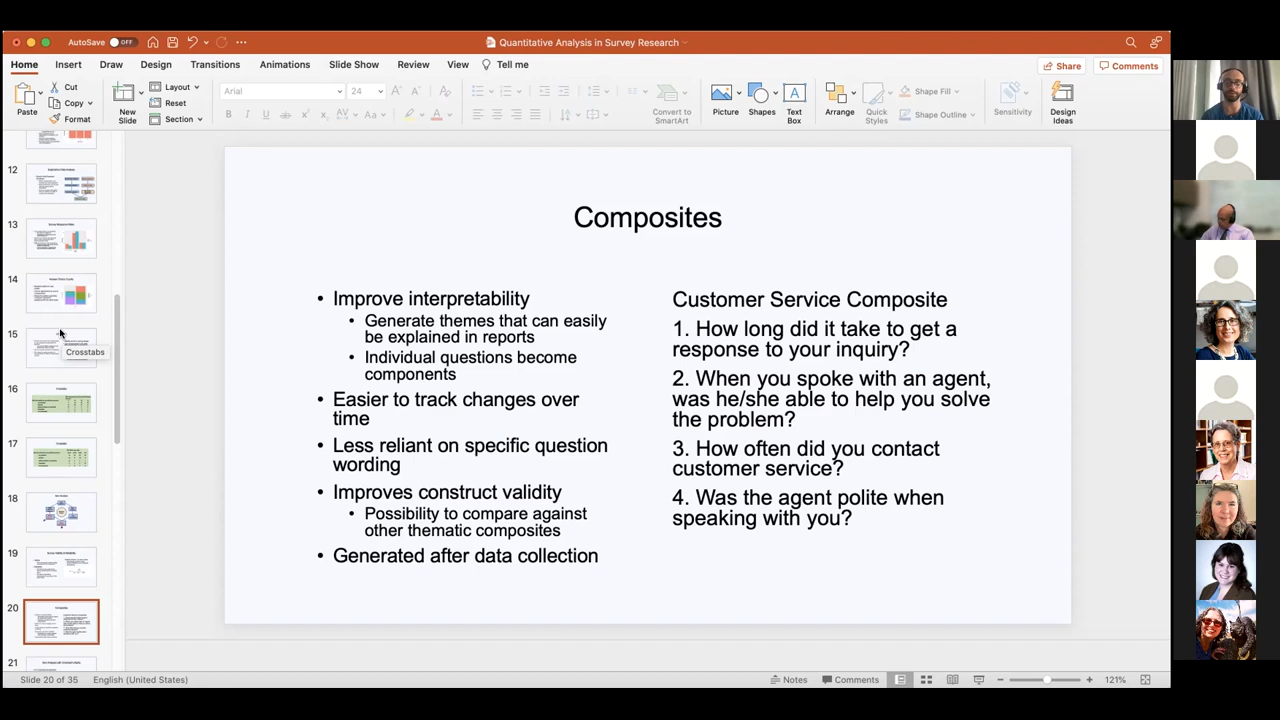 AutoSave OFF
Quantitative Analysis in Survey Research
Home Insert Draw Design Transitions Animations Slide Show Review View Tell me
Share Comments
Paste
Cut
Copy
Format
New Slide
Layout
Reset
Section
Arial 24
Convert to SmartArt
Picture
Shapes
Text Box
Arrange
Quick Styles
Shape Fill
Shape Outline
Sensitivity
Design Ideas
12
13
14
15
Crosstabs
16
17
18
19
20
21
Composites
• Improve interpretability
• Generate themes that can easily
be explained in reports
• Individual questions become
components
• Easier to track changes over
time
• Less reliant on specific question
wording
• Improves construct validity
• Possibility to compare against
other thematic composites
• Generated after data collection
Customer Service Composite
1. How long did it take to get a
response to your inquiry?
2. When you spoke with an agent,
was he/she able to help you solve
the problem?
3. How often did you contact
customer service?
4. Was the agent polite when
speaking with you?
Slide 20 of 35 English (United States)
Notes Comments 121%